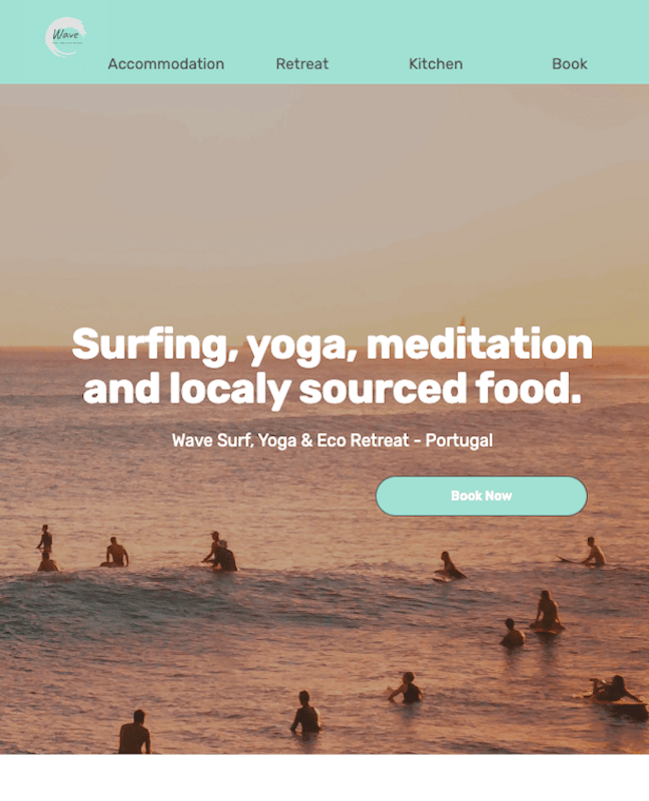 Wave
Accommodation Retreat Kitchen Book
Surfing, yoga, meditation
and localy sourced food.
Wave Surf, Yoga & Eco Retreat - Portugal
Book Now